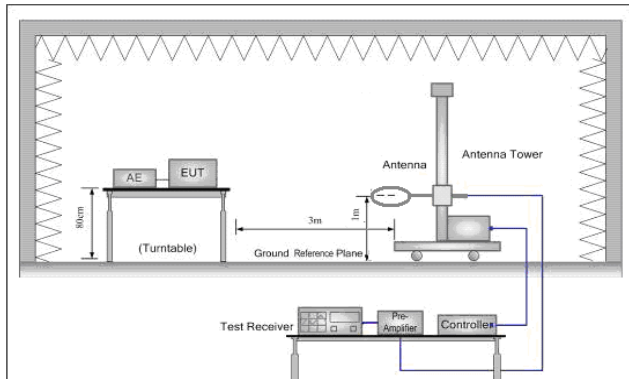 Antenna
Antenna Tower
AE
EUT
80cm
(Turntable)
3m
1m
Ground Reference Plane
Test Receiver
Pre-
Amplifier
Controller